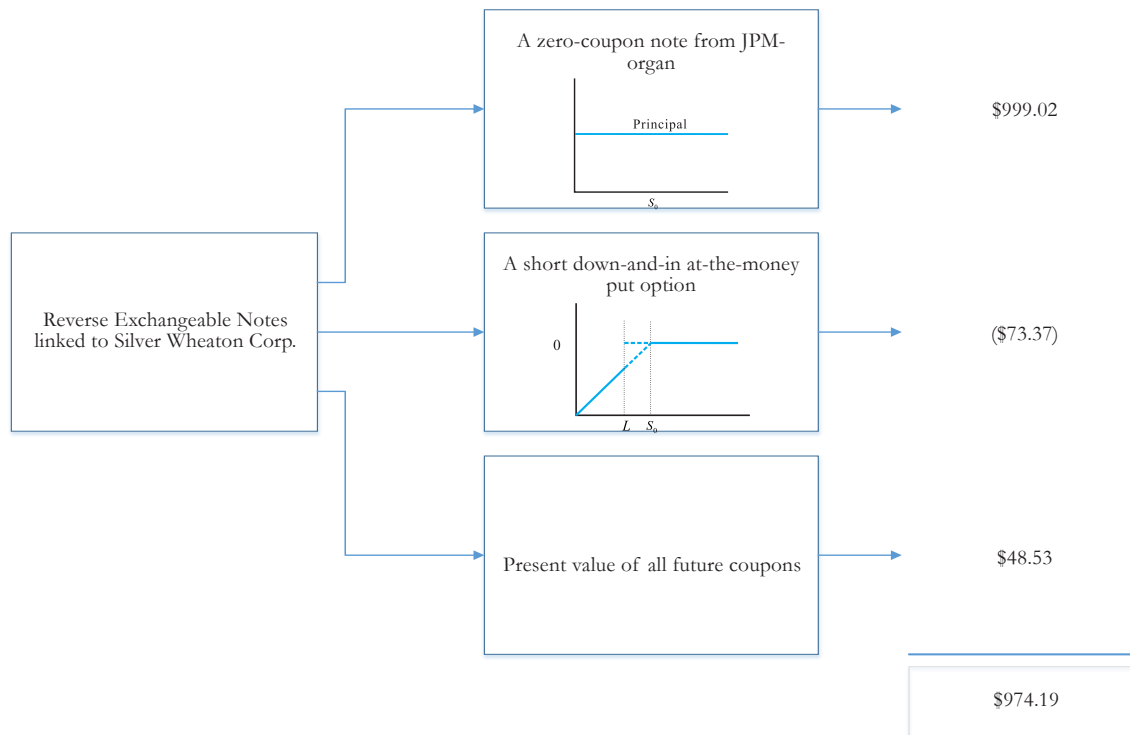 A zero-coupon note from JPM-
organ
Principal
S₀
$999.02
Reverse Exchangeable Notes
linked to Silver Wheaton Corp.
A short down-and-in at-the-money
put option
0
L S₀
($73.37)
Present value of all future coupons
$48.53
$974.19